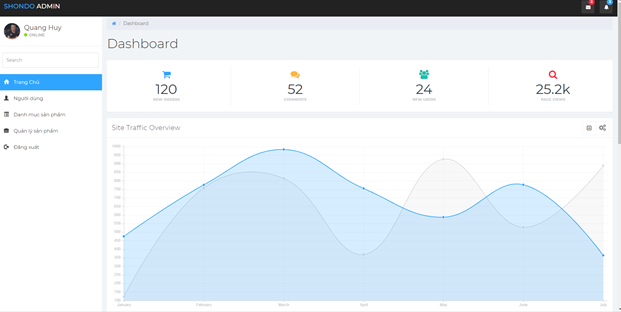 SHONDO ADMIN
Quang Huy
ONLINE
Search
Trang Chủ
Người dùng
Danh mục sản phẩm
Quản lý sản phẩm
Đăng xuất
Dashboard
Dashboard
120
NEW ORDERS
52
COMMENTS
24
NEW USERS
25.2k
PAGE VIEWS
Site Traffic Overview
January
February
March
April
May
June
July